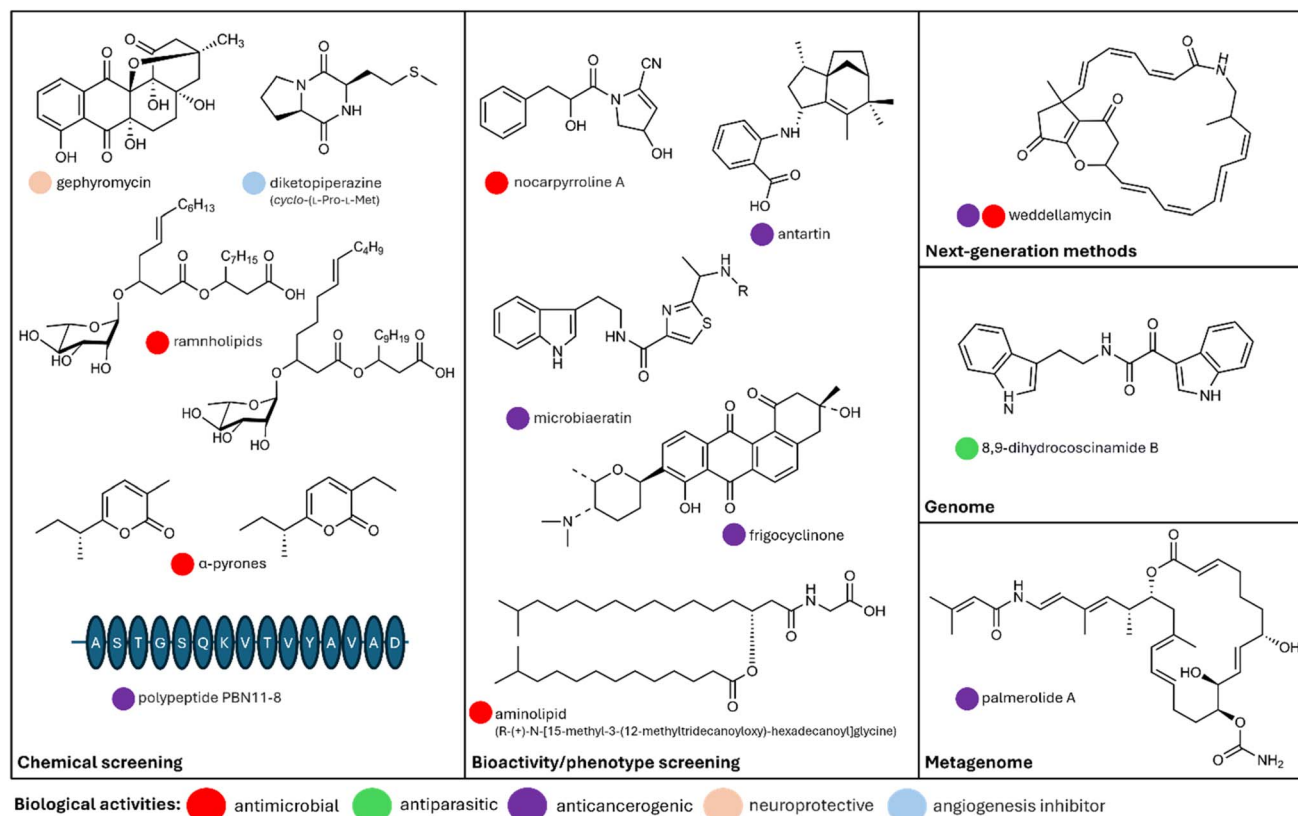 O
O
CH₃
O
O
OH
OH
OH
O
OH
gephyromycin
O
N
S
NH
O
diketopiperazine
(cyclo-(L-Pro-L-Met)
C₆H₁₃
C₇H₁₅
O
O
O
O
OH
O
HO
HO
HO
ramnholipids
C₄H₉
C₉H₁₉
O
O
O
O
OH
O
HO
HO
OH
O
O
O
O
α-pyrones
A S T G S Q K V T V Y A V A D
polypeptide PBN11-8
Chemical screening
O
CN
N
OH
OH
nocarpyrroline A
NH
O
HO
antartin
H
N
R
N
S
NH
O
N
H
microbiaeratin
O
O
OH
O
O
OH
N
frigocyclinone
O
H
N
O
OH
O
O
aminolipid
(R-(+)-N-[15-methyl-3-(12-methyltridecanoyloxy)-hexadecanoyl]glycine)
Bioactivity/phenotype screening
O
H
N
O
O
O
weddellamycin
Next-generation methods
O
H
N
O
H
N
NH
8,9-dihydrocoscinamide B
Genome
O
O
H
N
O
OH
HO
O
O
NH₂
palmerolide A
Metagenome
Biological activities: antimicrobial antiparasitic anticancerogenic neuroprotective angiogenesis inhibitor